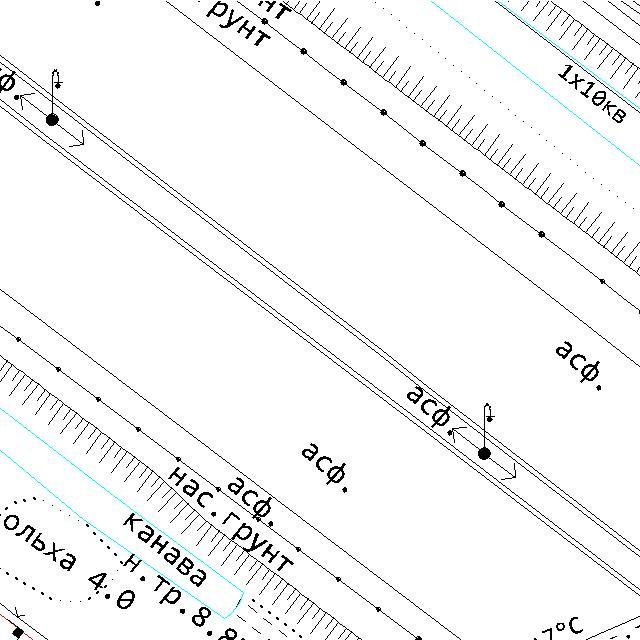 грунт
1х10кв
ф.
асф.
асф.
асф.
асф.
нас. грунт
канава
ольха 4.0
н.тр.8.8
7°С